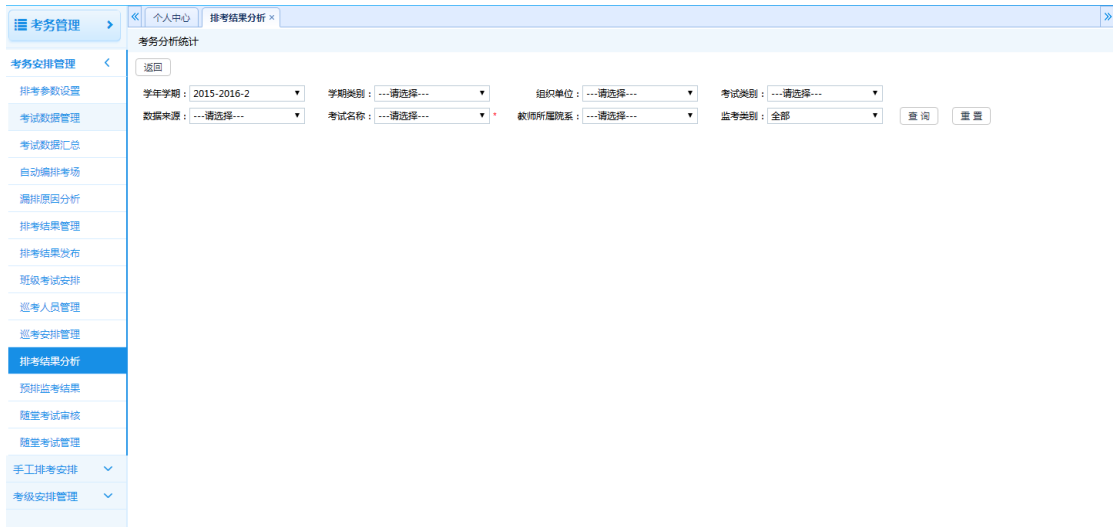 考务管理
个人中心 排考结果分析 ×
考务分析统计
考务安排管理
返回
排考参数设置
学年学期： 2015-2016-2 学期类别： ---请选择--- 组织单位： ---请选择--- 考试类别： ---请选择---
考试数据管理
数据来源： ---请选择--- 考试名称： ---请选择--- * 教师所属院系： ---请选择--- 监考类别： 全部 查 询 重 置
考试数据汇总
自动编排考场
漏排原因分析
排考结果管理
排考结果发布
班级考试安排
巡考人员管理
巡考安排管理
排考结果分析
预排监考结果
随堂考试审核
随堂考试管理
手工排考安排
考级安排管理